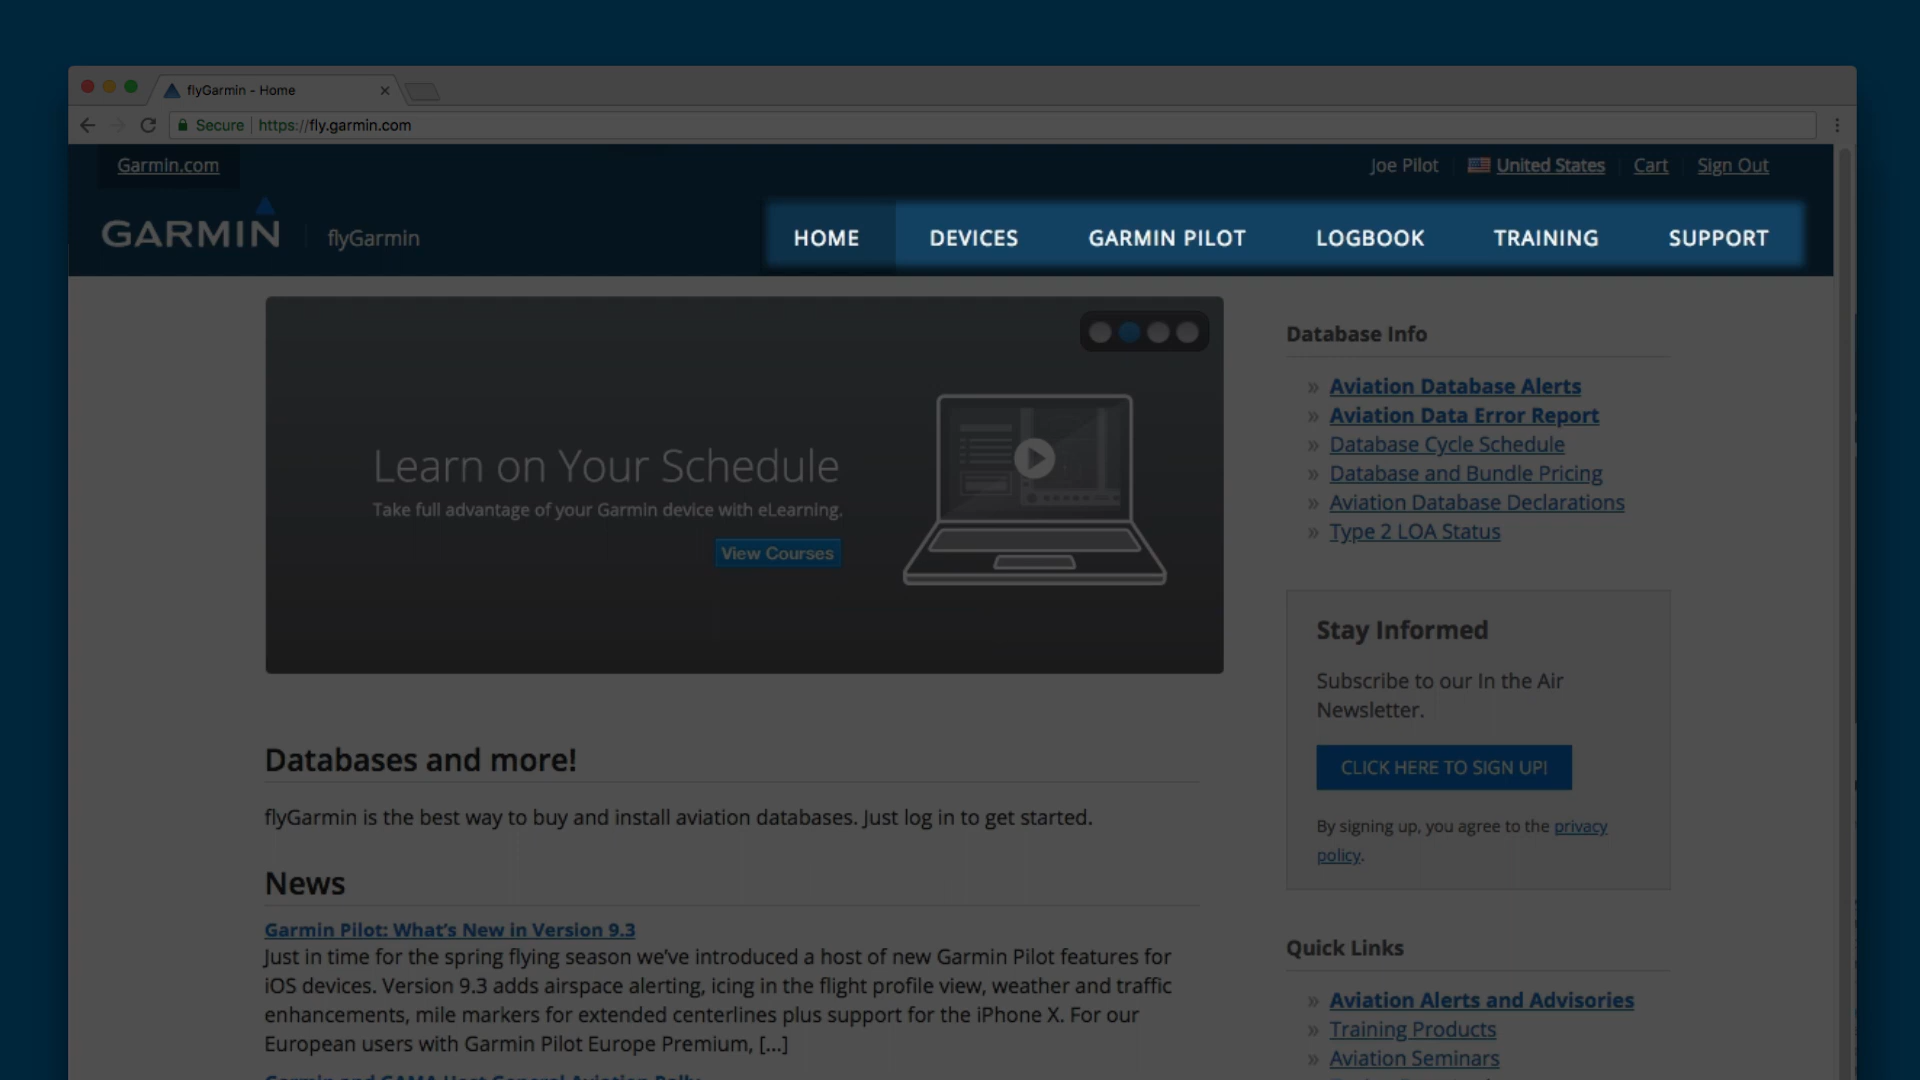 flyGarmin - Home
Secure https://fly.garmin.com
Garmin.com
Joe Pilot United States Cart Sign Out
GARMIN flyGarmin
HOME DEVICES GARMIN PILOT LOGBOOK TRAINING SUPPORT
Learn on Your Schedule
Take full advantage of your Garmin device with eLearning.
View Courses
Databases and more!
flyGarmin is the best way to buy and install aviation databases. Just log in to get started.
News
Garmin Pilot: What's New in Version 9.3
Just in time for the spring flying season we've introduced a host of new Garmin Pilot features for
iOS devices. Version 9.3 adds airspace alerting, icing in the flight profile view, weather and traffic
enhancements, mile markers for extended centerlines plus support for the iPhone X. For our
European users with Garmin Pilot Europe Premium, [...]
Database Info
» Aviation Database Alerts
» Aviation Data Error Report
» Database Cycle Schedule
» Database and Bundle Pricing
» Aviation Database Declarations
» Type 2 LOA Status
Stay Informed
Subscribe to our In the Air
Newsletter.
CLICK HERE TO SIGN UP!
By signing up, you agree to the privacy
policy.
Quick Links
» Aviation Alerts and Advisories
» Training Products
» Aviation Seminars